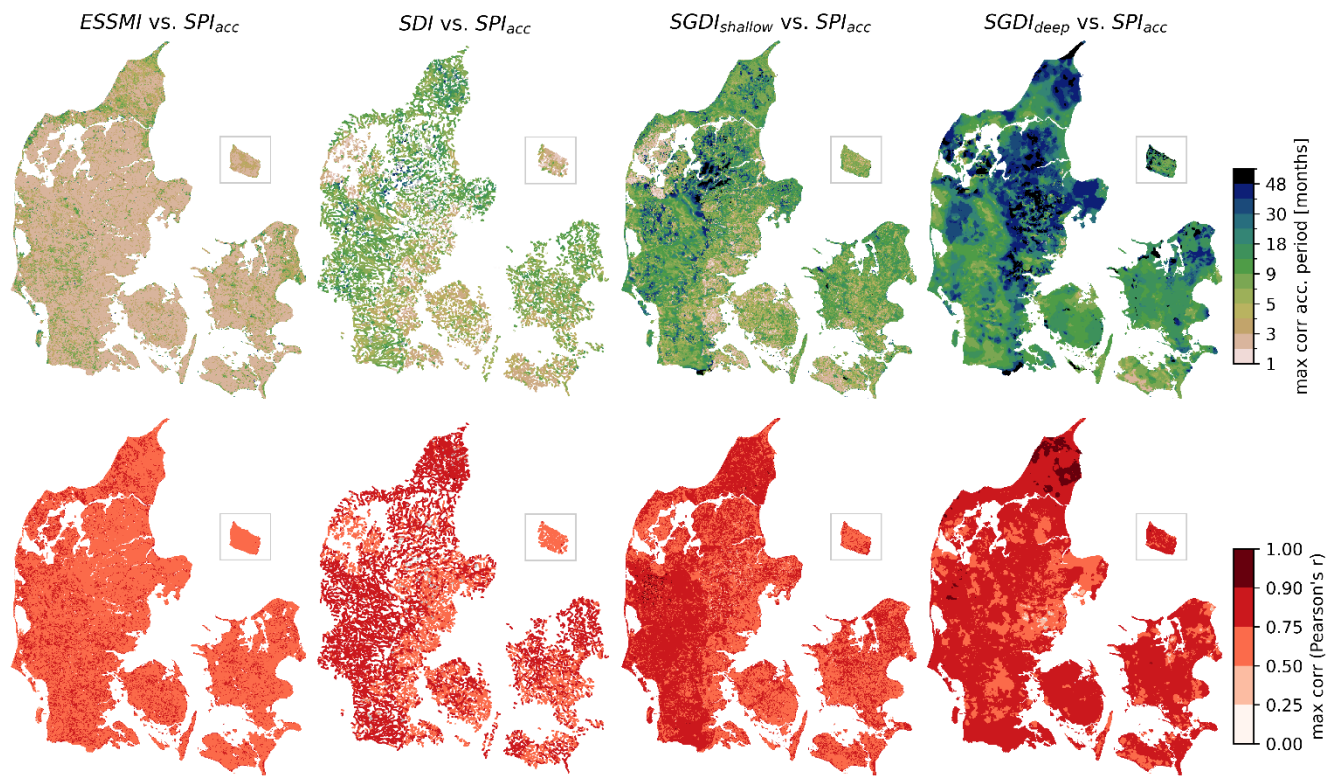 ESSMI vs. SPIacc
SDI vs. SPIacc
SGDIshallow vs. SPIacc
SGDIdeep vs. SPIacc
48
30
18
9
5
3
1
max corr acc. period [months]
1.00
0.90
0.75
0.50
0.25
0.00
max corr (Pearson's r)